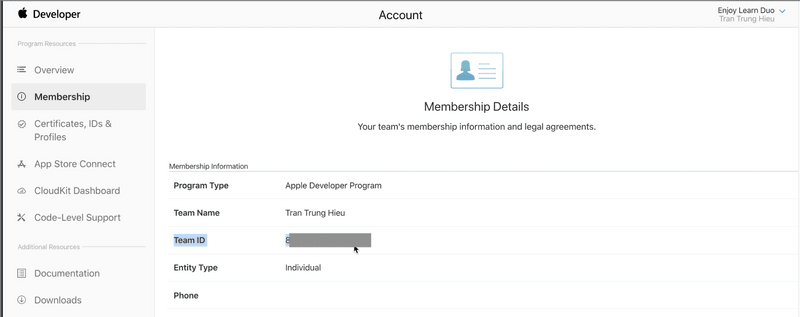 Developer
Account
Enjoy Learn Duo
Tran Trung Hieu
Program Resources
Overview
Membership
Certificates, IDs &
Profiles
App Store Connect
CloudKit Dashboard
Code-Level Support
Additional Resources
Documentation
Downloads
Membership Details
Your team's membership information and legal agreements.
Membership Information
Program Type Apple Developer Program
Team Name Tran Trung Hieu
Team ID 8
Entity Type Individual
Phone